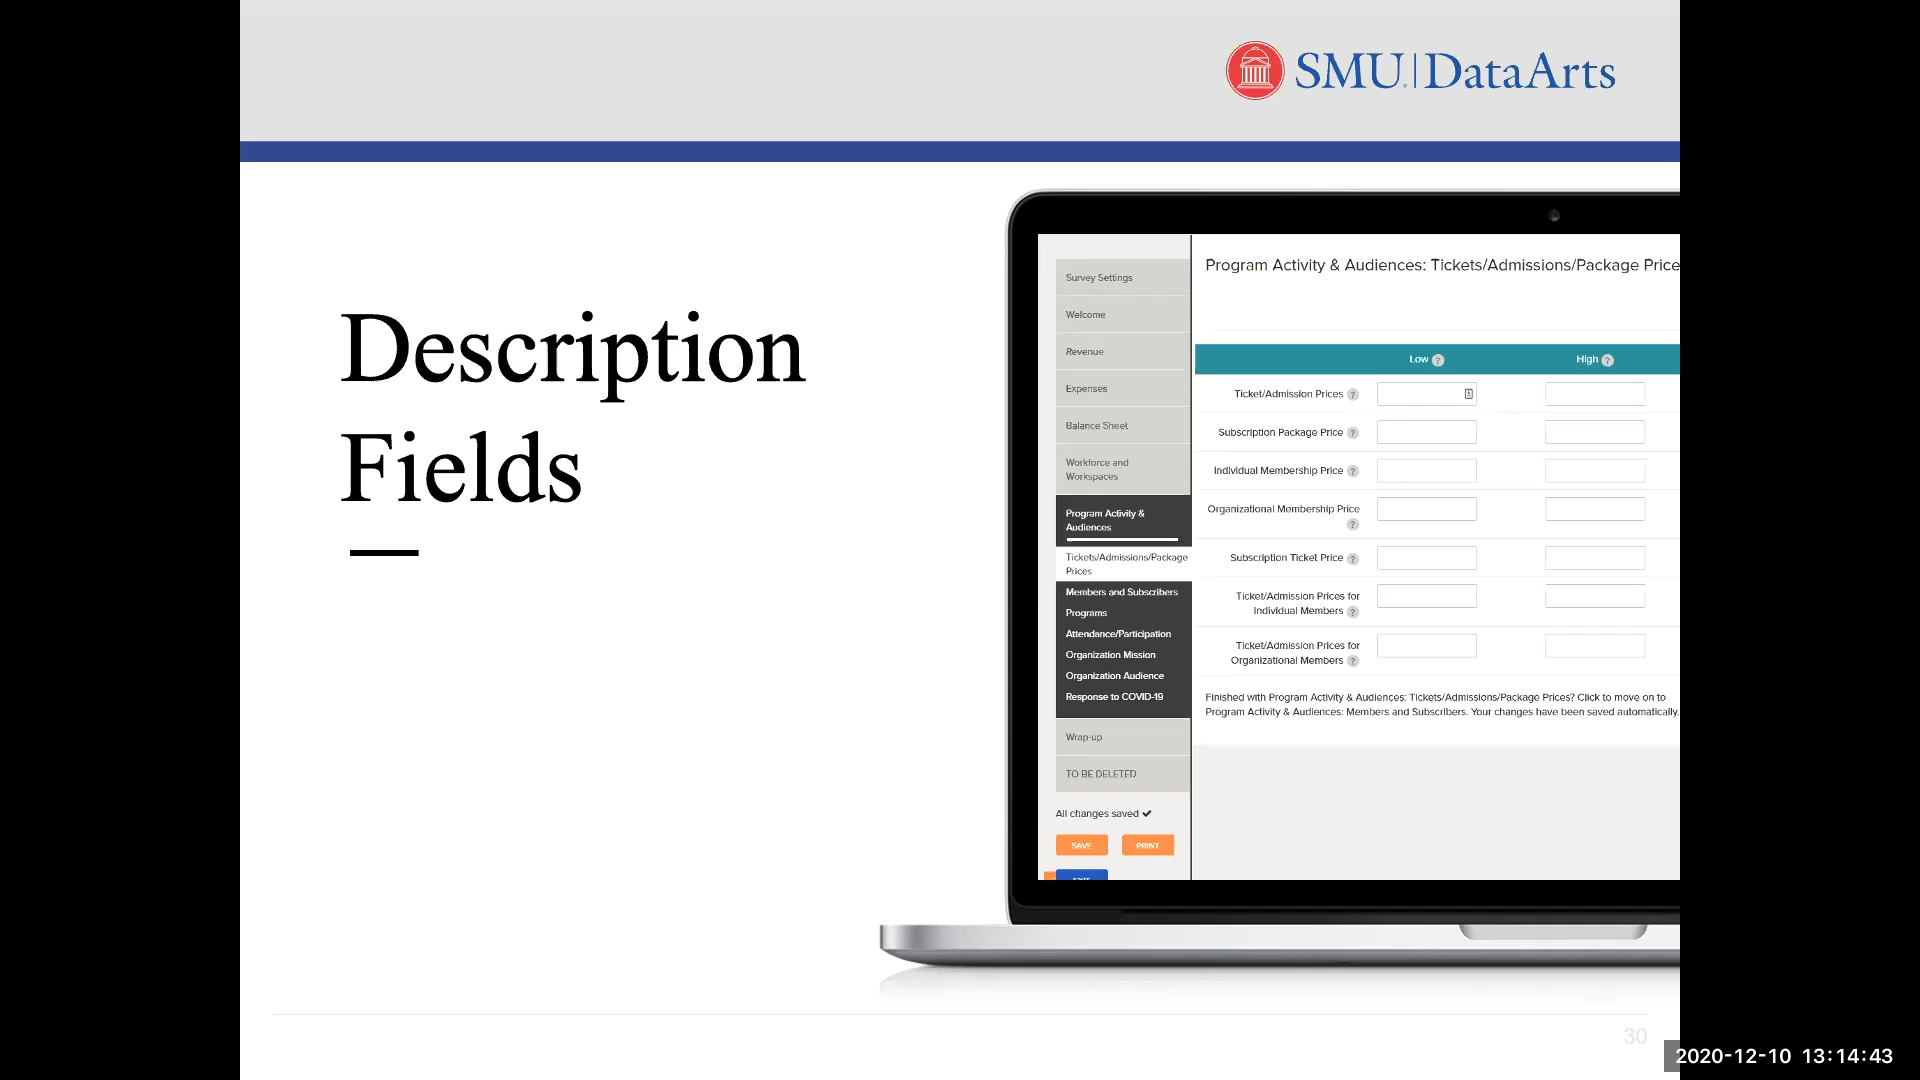 SMU. | DataArts
Description
Fields
Survey Settings
Welcome
Revenue
Expenses
Balance Sheet
Workforce and
Workspaces
Program Activity &
Audiences
Tickets/Admissions/Package
Prices
Members and Subscribers
Programs
Attendance/Participation
Organization Mission
Organization Audience
Response to COVID-19
Wrap-up
TO BE DELETED
All changes saved ✔
SAVE PRINT
EXIT
Program Activity & Audiences: Tickets/Admissions/Package Price
Low ? High ?
Ticket/Admission Prices ?
Subscription Package Price ?
Individual Membership Price ?
Organizational Membership Price
?
Subscription Ticket Price ?
Ticket/Admission Prices for
Individual Members ?
Ticket/Admission Prices for
Organizational Members ?
Finished with Program Activity & Audiences: Tickets/Admissions/Package Prices? Click to move on to
Program Activity & Audiences: Members and Subscribers. Your changes have been saved automatically.
30
2020-12-10 13:14:43